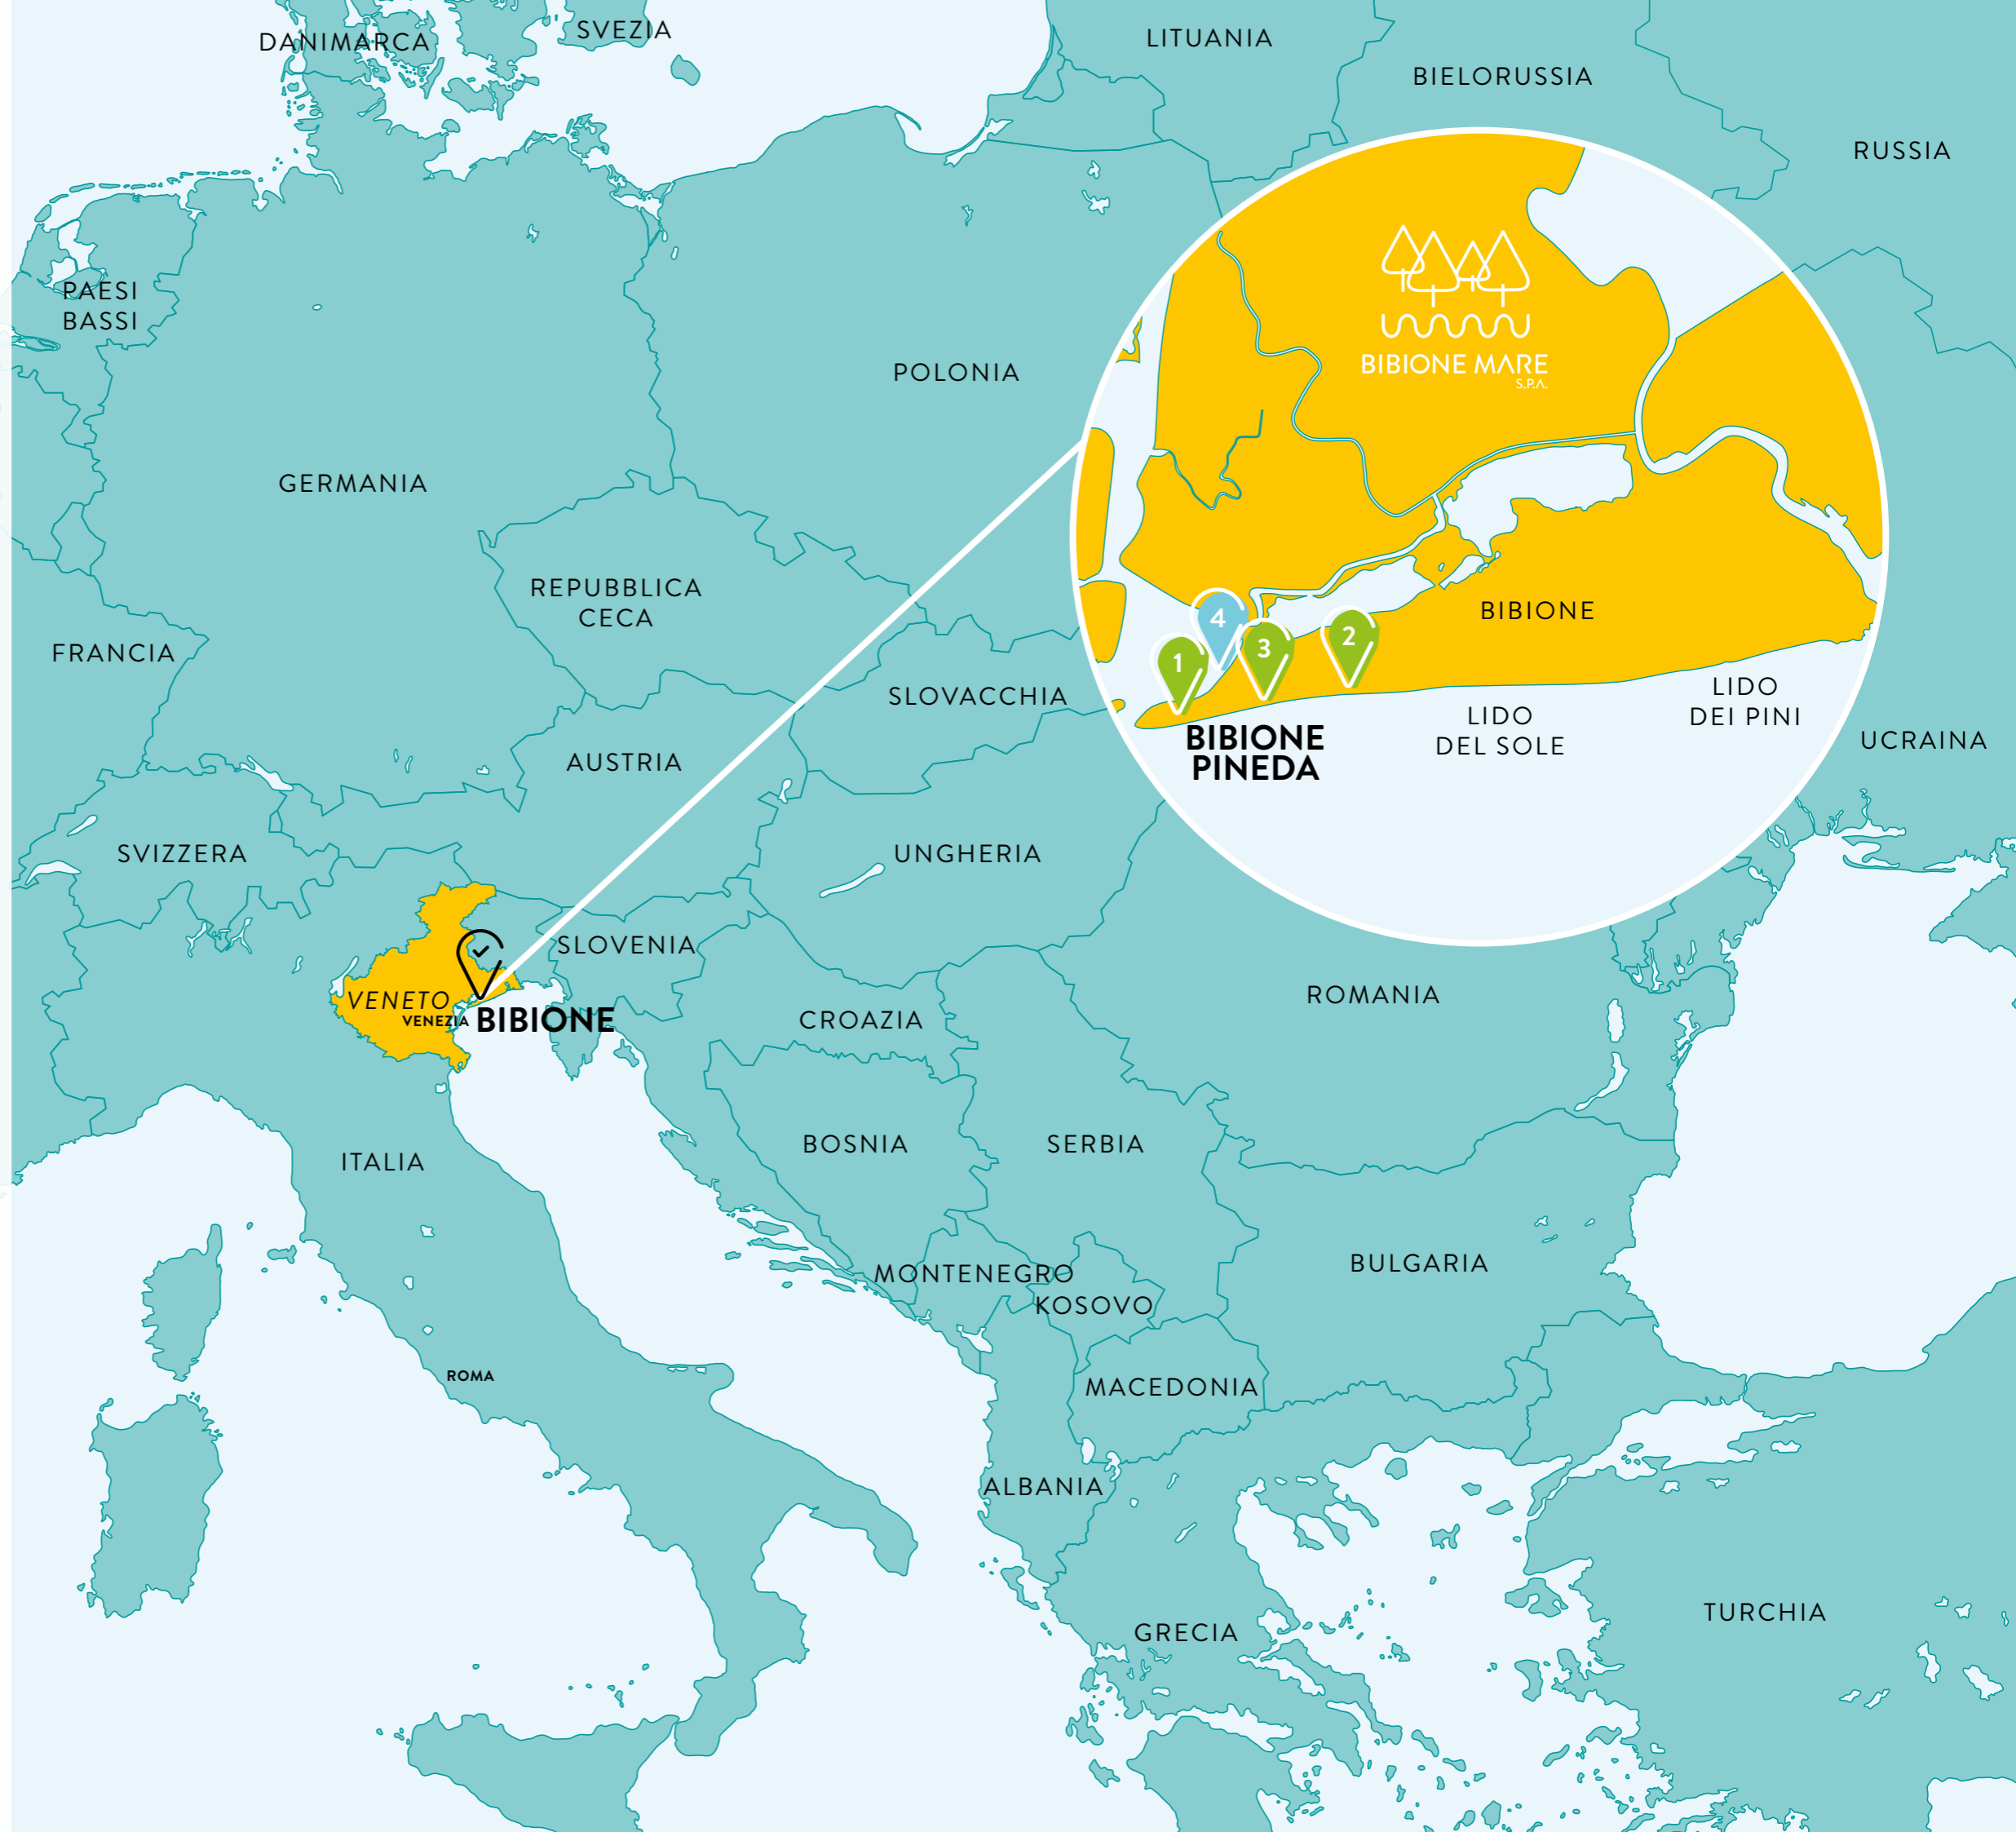 DANIMARCA
SVEZIA
LITUANIA
BIELORUSSIA
RUSSIA
PAESI
BASSI
POLONIA
BIBIONE MARE
S.P.A.
GERMANIA
REPUBBLICA
CECA
FRANCIA
SLOVACCHIA
AUSTRIA
4
1
3
2
BIBIONE
BIBIONE
PINEDA
LIDO
DEL SOLE
LIDO
DEI PINI
UCRAINA
SVIZZERA
UNGHERIA
SLOVENIA
VENETO
VENEZIA
BIBIONE
CROAZIA
ROMANIA
ITALIA
BOSNIA
SERBIA
MONTENEGRO
KOSOVO
BULGARIA
ROMA
MACEDONIA
ALBANIA
GRECIA
TURCHIA